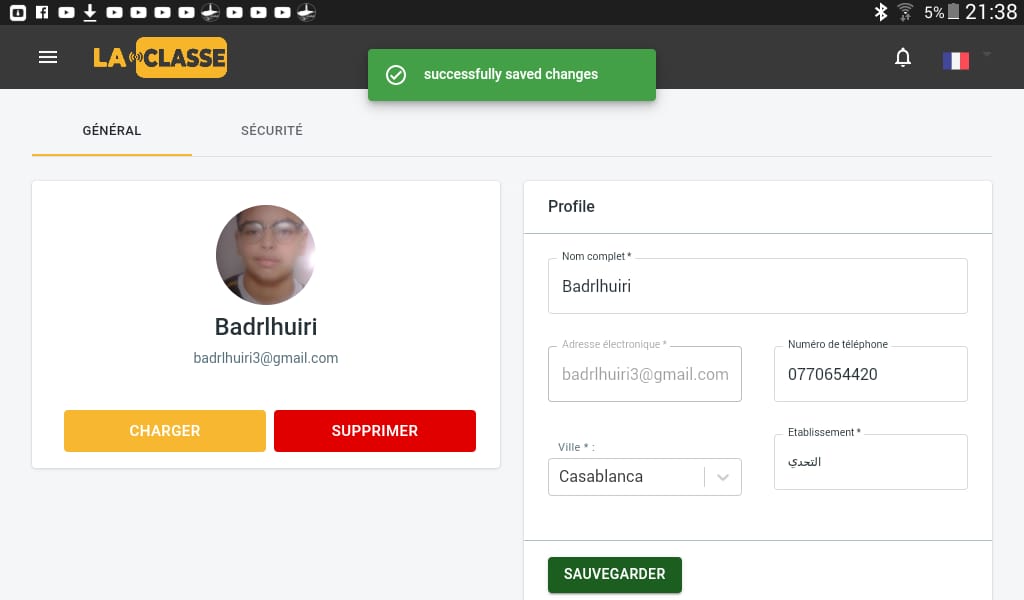 5% 21:38
LA CLASSE
successfully saved changes
GÉNÉRAL
SÉCURITÉ
Badrlhuiri
badrlhuiri3@gmail.com
CHARGER
SUPPRIMER
Profile
Nom complet *
Badrlhuiri
Adresse électronique *
badrlhuiri3@gmail.com
Numéro de téléphone
0770654420
Ville * :
Casablanca
Etablissement *
التحدي
SAUVEGARDER